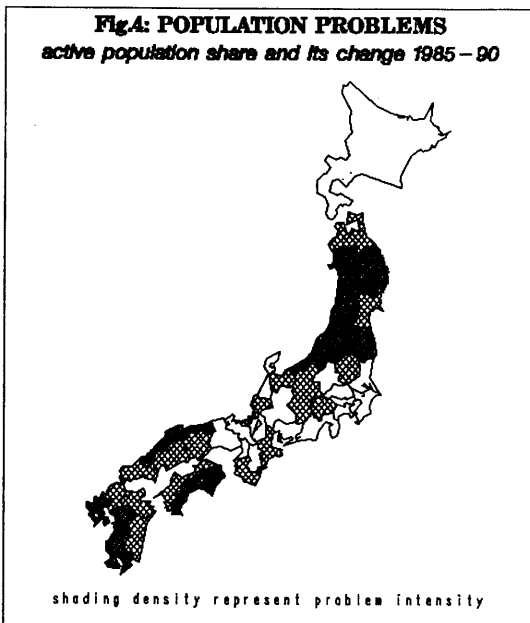 Fig.4: POPULATION PROBLEMS
active population share and its change 1985-90
shading density represent problem intensity